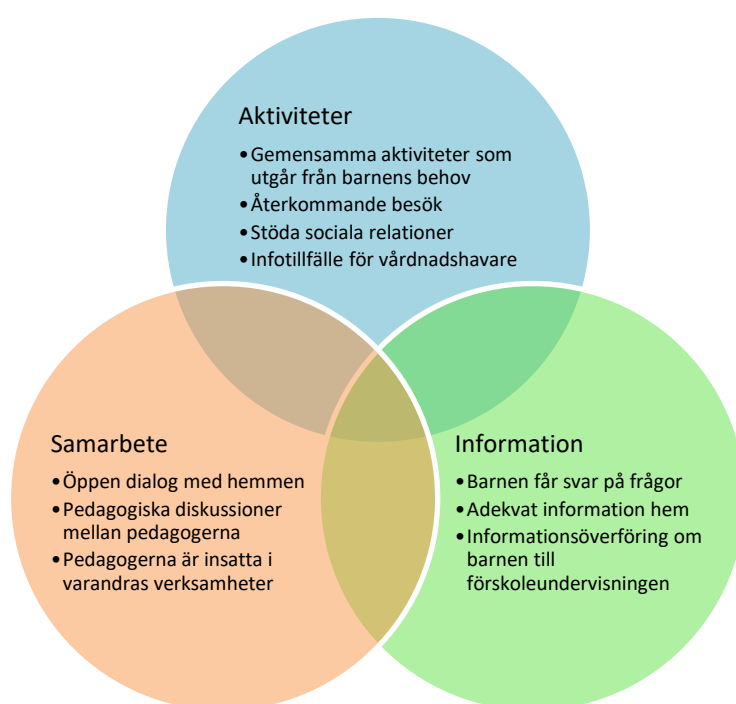 Aktiviteter
•Gemensamma aktiviteter som
utgår från barnens behov
•Återkommande besök
•Stöda sociala relationer
•Infotillfälle för vårdnadshavare
Samarbete
•Öppen dialog med hemmen
•Pedagogiska diskussioner
mellan pedagogerna
•Pedagogerna är insatta i
varandras verksamheter
Information
•Barnen får svar på frågor
•Adekvat information hem
•Informationsöverföring om
barnen till
förskoleundervisningen